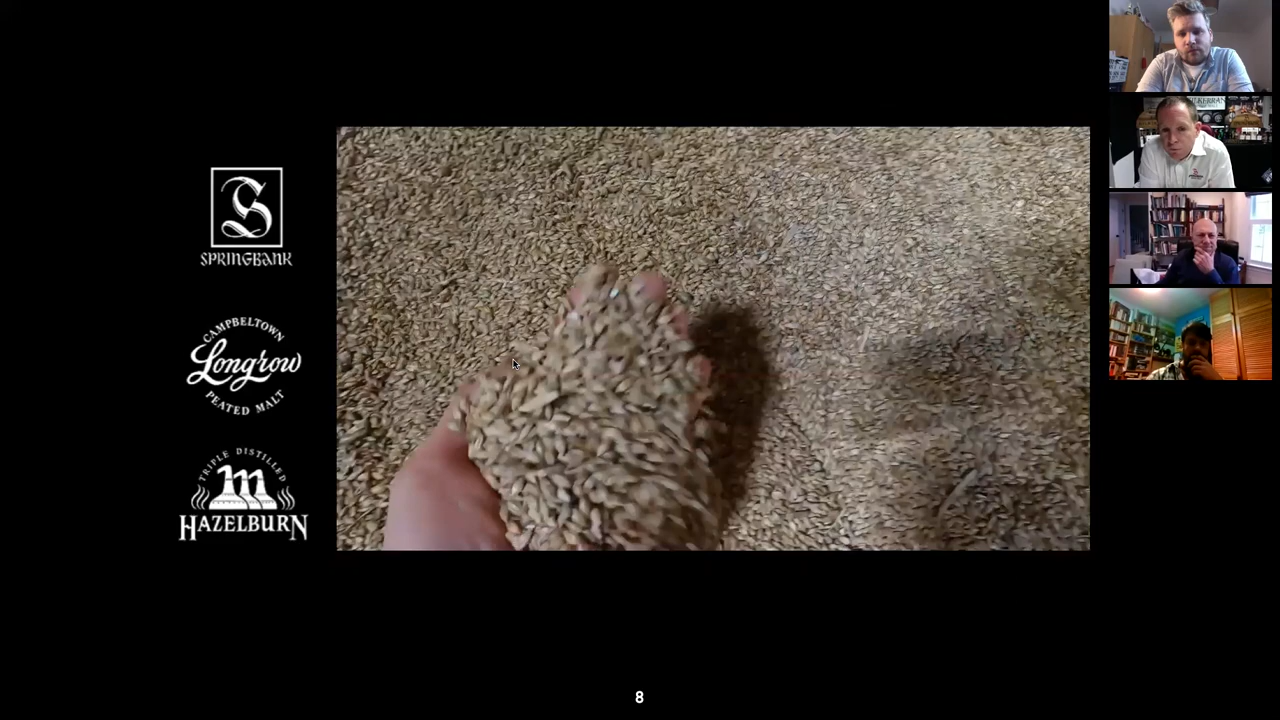 S
SPRINGBANK
CAMPBELTOWN
Longrow
PEATED MALT
TRIPLE DISTILLED
HAZELBURN
8